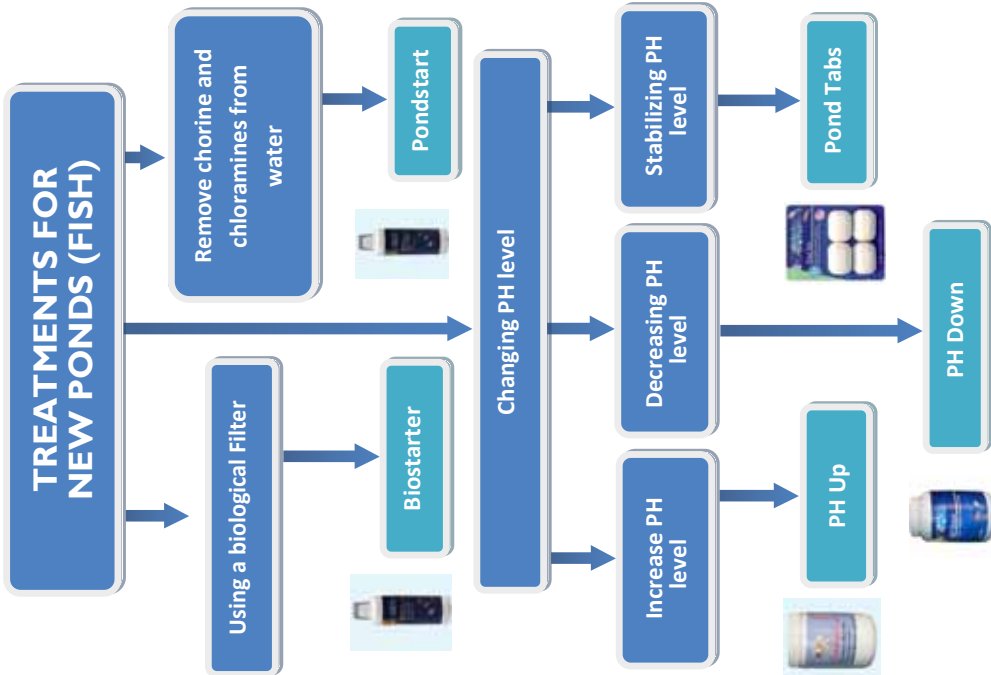 TREATMENTS FOR
NEW PONDS (FISH)
Using a biological Filter
Remove chorine and
chloramines from
water
Biostarter
Pondstart
Changing PH level
Increase PH
level
Decreasing PH
level
Stabilizing PH
level
PH Up
Pond Tabs
PH Down